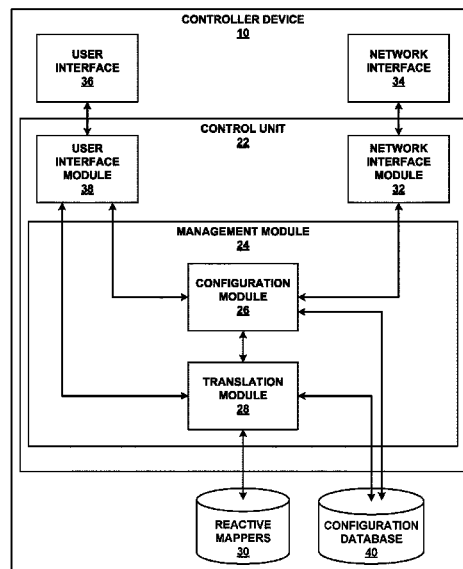 CONTROLLER DEVICE
10
USER
INTERFACE
36
NETWORK
INTERFACE
34
CONTROL UNIT
22
USER
INTERFACE
MODULE
38
NETWORK
INTERFACE
MODULE
32
MANAGEMENT MODULE
24
CONFIGURATION
MODULE
26
TRANSLATION
MODULE
28
REACTIVE
MAPPERS
30
CONFIGURATION
DATABASE
40